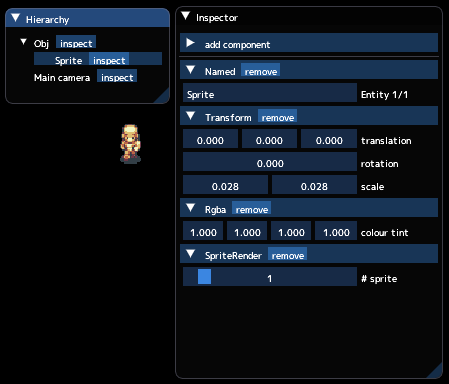 Hierarchy
Obj inspect
Sprite inspect
Main camera inspect
Inspector
add component
Named remove
Sprite Entity 1/1
Transform remove
0.000 0.000 0.000 translation
0.000 rotation
0.028 0.028 scale
Rgba remove
1.000 1.000 1.000 1.000 colour tint
SpriteRender remove
1 # sprite